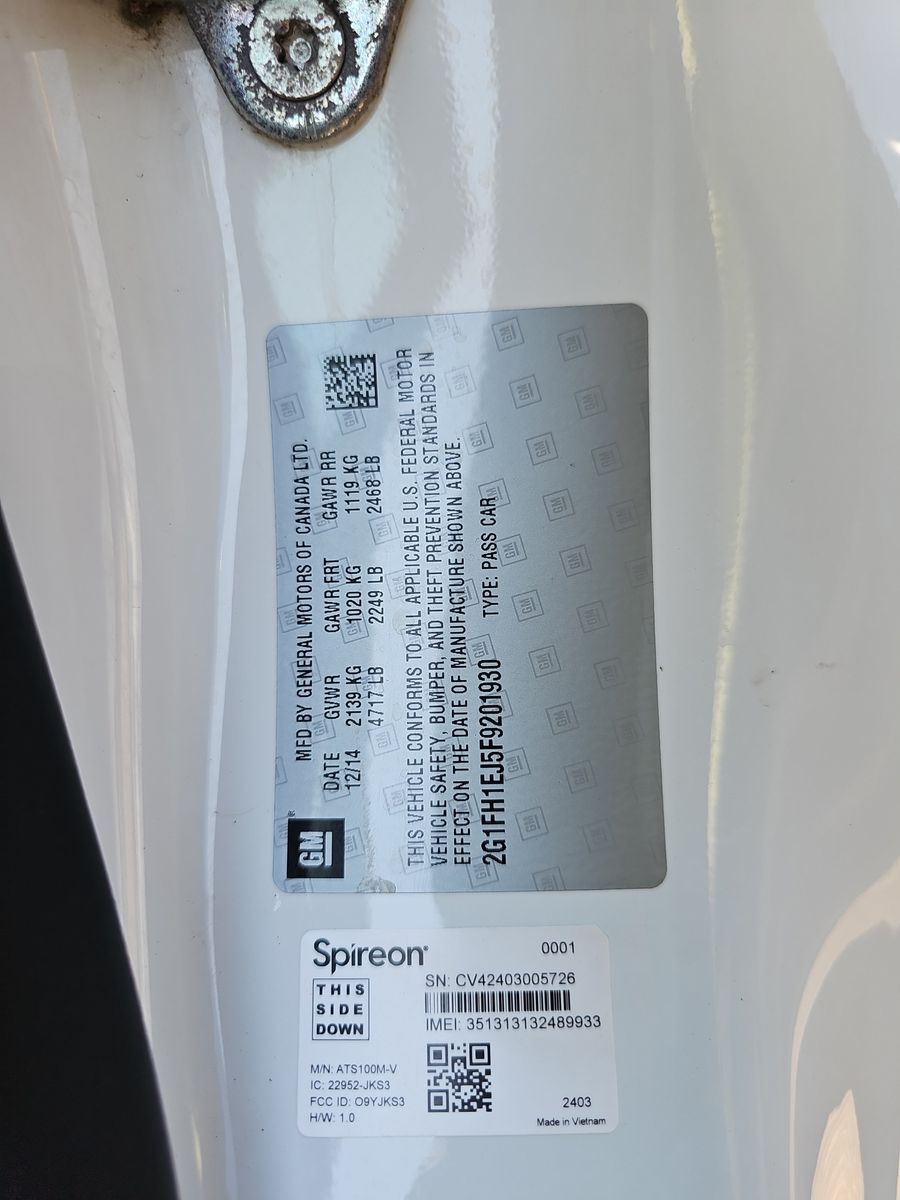 GM
MFD BY GENERAL MOTORS OF CANADA LTD.
DATE GVWR GAWR FRT GAWR RR
12/14 2139 KG 1020 KG 1119 KG
4717 LB 2249 LB 2468 LB
THIS VEHICLE CONFORMS TO ALL APPLICABLE U.S. FEDERAL MOTOR
VEHICLE SAFETY, BUMPER, AND THEFT PREVENTION STANDARDS IN
EFFECT ON THE DATE OF MANUFACTURE SHOWN ABOVE.
2G1FH1EJ5F9201930 TYPE: PASS CAR
Spireon® 0001
THIS
SIDE
DOWN
SN: CV42403005726
IMEI: 351313132489933
M/N: ATS100M-V
IC: 22952-JKS3
FCC ID: O9YJKS3
H/W: 1.0
2403
Made in Vietnam